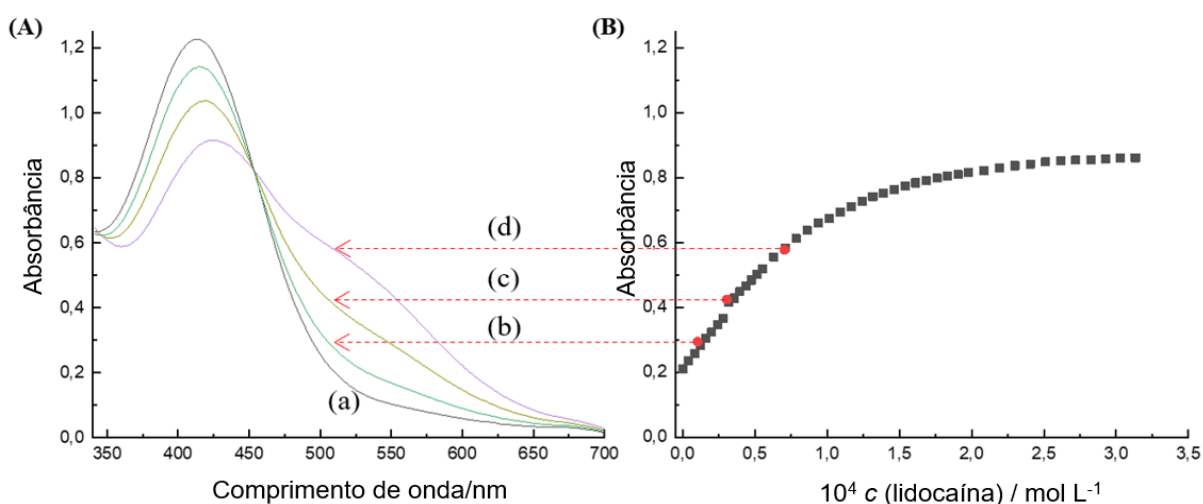 (A)
Absorbância
1,2
1,0
0,8
0,6
0,4
0,2
0,0
350 400 450 500 550 600 650 700
Comprimento de onda/nm
(a)
(d)
(c)
(b)
(B)
Absorbância
1,2
1,0
0,8
0,6
0,4
0,2
0,0
0,0 0,5 1,0 1,5 2,0 2,5 3,0 3,5
10⁴ c (lidocaína) / mol L⁻¹